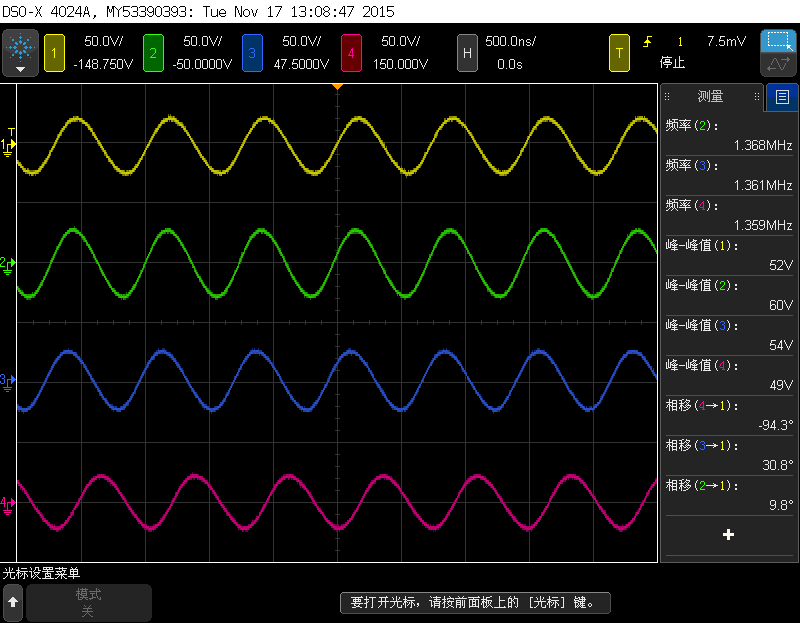 DSO-X 4024A, MY53390393: Tue Nov 17 13:08:47 2015
1 50.0V/ -148.750V
2 50.0V/ -50.0000V
3 50.0V/ 47.5000V
4 50.0V/ 150.000V
H 500.0ns/ 0.0s
T 1 7.5mV
停止
测量
频率(2):
1.368MHz
频率(3):
1.361MHz
频率(4):
1.359MHz
峰-峰值(1):
52V
峰-峰值(2):
60V
峰-峰值(3):
54V
峰-峰值(4):
49V
相移(4→1):
-94.3°
相移(3→1):
30.8°
相移(2→1):
9.8°
T
1
2
3
4
光标设置菜单
模式
关
要打开光标，请按前面板上的 [光标] 键。